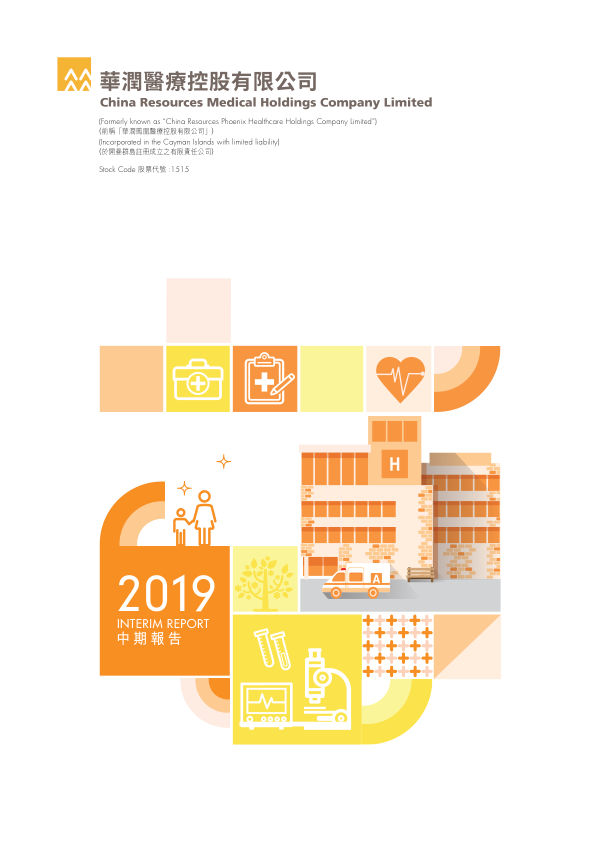 華潤醫療控股有限公司
China Resources Medical Holdings Company Limited
(Formerly known as "China Resources Phoenix Healthcare Holdings Company Limited")
(前稱「華潤鳳凰醫療控股有限公司」)
(Incorporated in the Cayman Islands with limited liability)
(於開曼群島註冊成立之有限責任公司)
Stock Code 股票代號 :1515
H
A
2019
INTERIM REPORT
中期報告